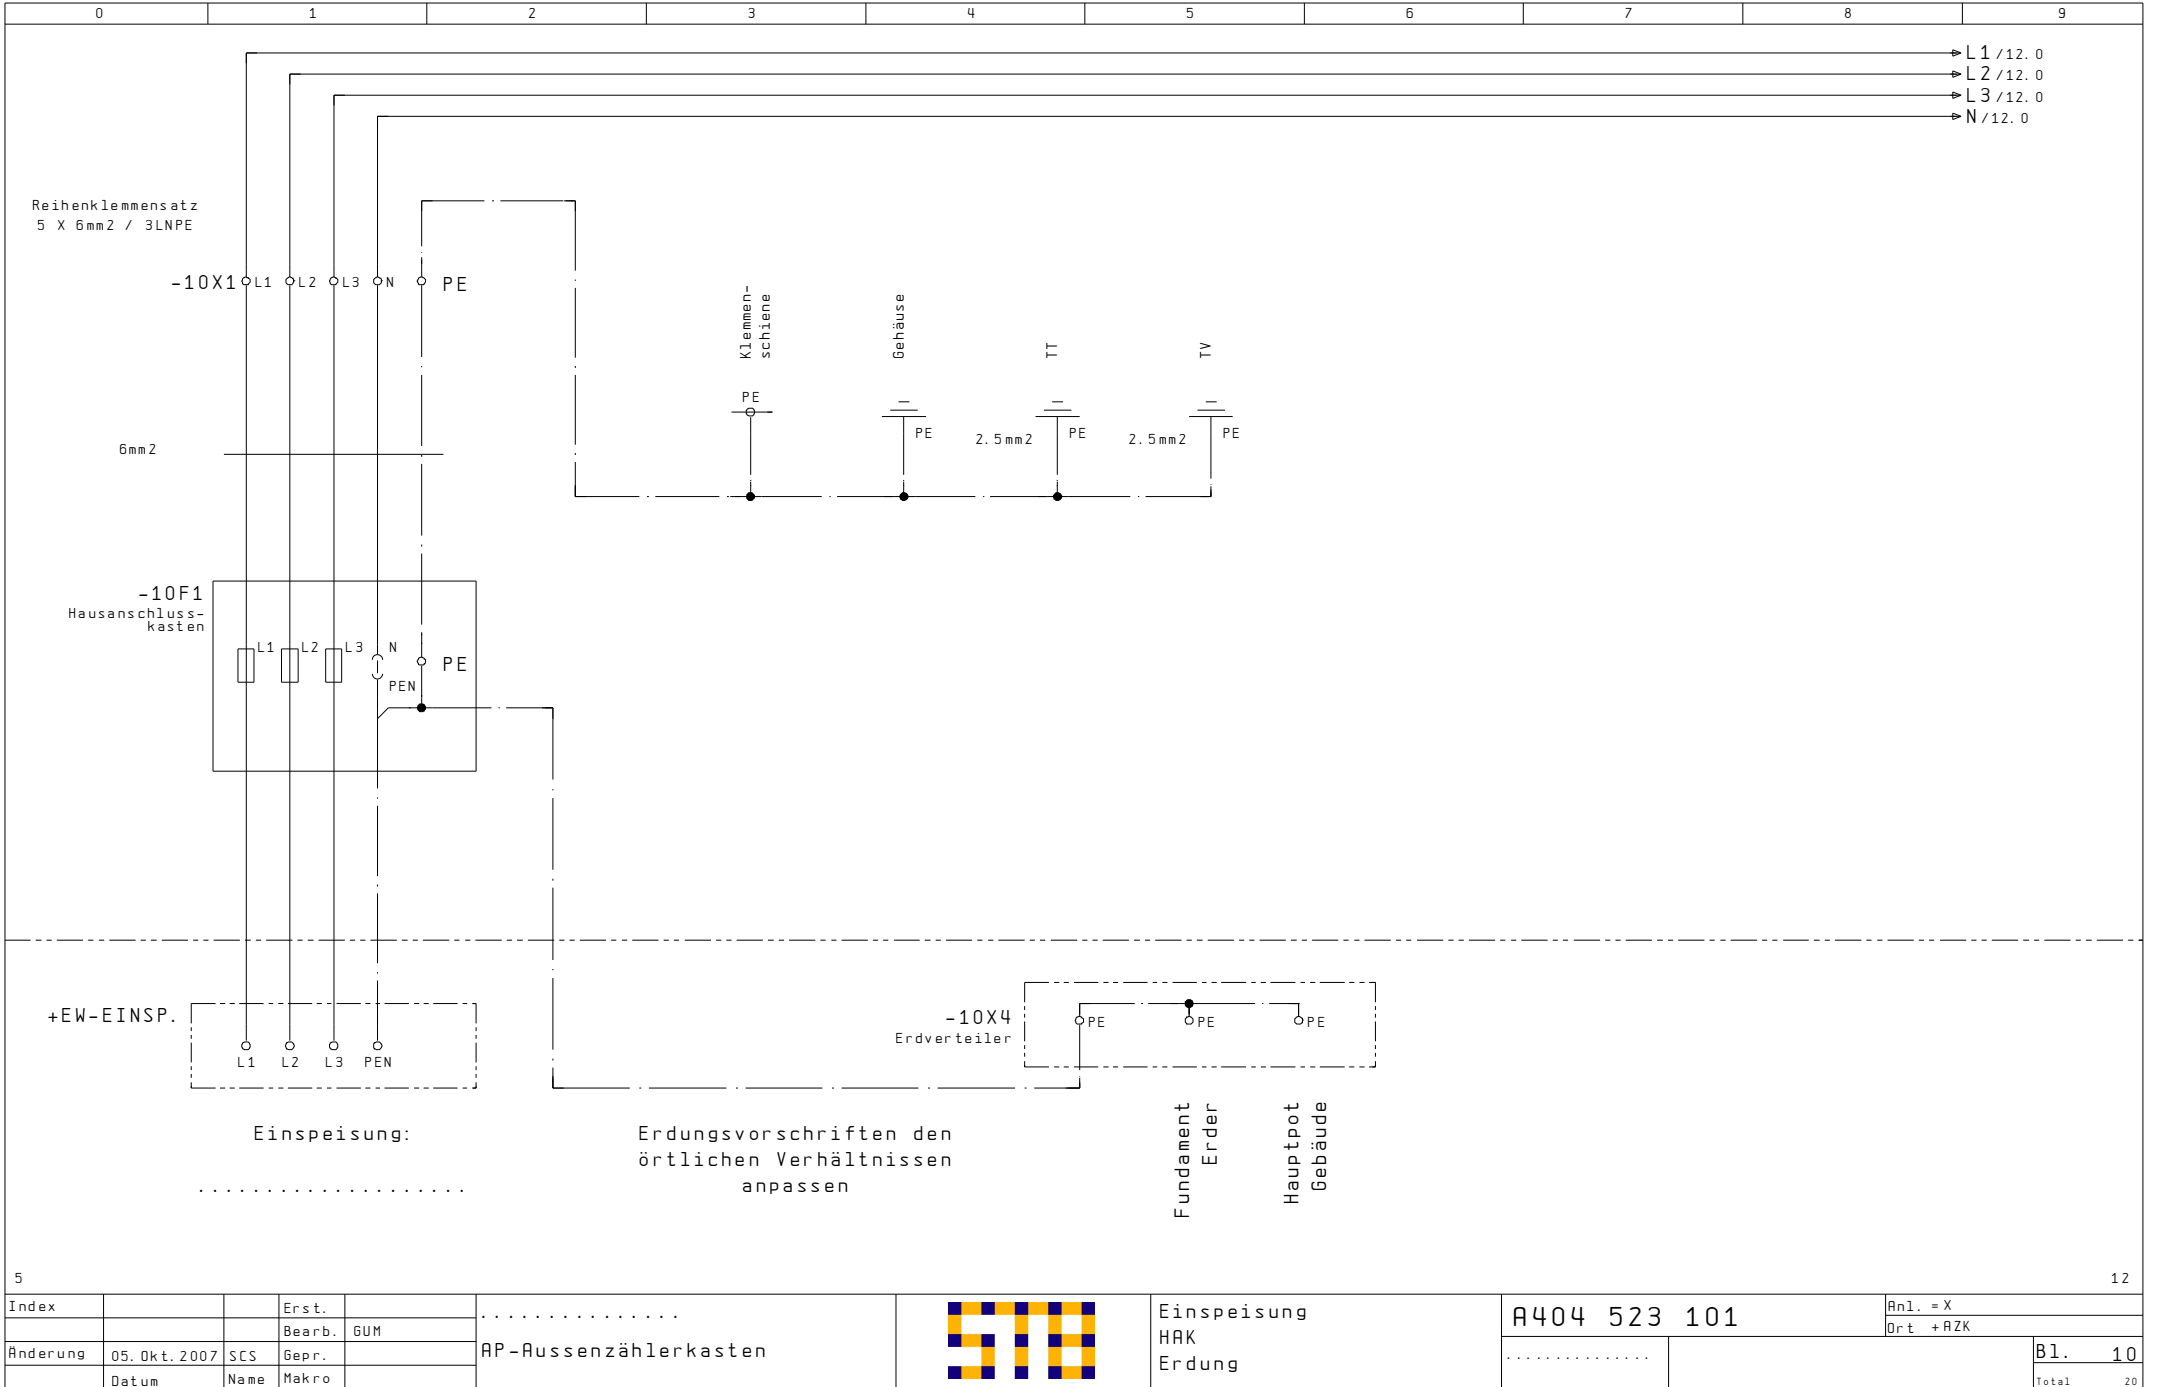 0 1 2 3 4 5 6 7 8 9
L1 /12.0
L2 /12.0
L3 /12.0
N /12.0
Reihenklemmensatz
5 X 6mm2 / 3LNPE
-10X1 L1 L2 L3 N PE
Klemmen-
schiene
Gehäuse
TT
TV
PE
PE
2.5mm2 PE
2.5mm2 PE
6mm2
-10F1
Hausanschluss-
kasten
L1 L2 L3 N
PE
PEN
+EW-EINSP.
L1 L2 L3 PEN
-10X4
Erdverteiler
PE PE PE
Einspeisung:
....................
Erdungsvorschriften den
örtlichen Verhältnissen
anpassen
Fundament
Erder
Hauptpot
Gebäude
5
12
Index
Erst.
Bearb. GUM
Änderung 05.Okt.2007 SCS Gepr.
Datum Name Makro
...............
AP-Aussenzählerkasten
STB
Einspeisung
HAK
Erdung
A404 523 101
...............
Anl. = X
Ort +AZK
Bl. 10
Total 20